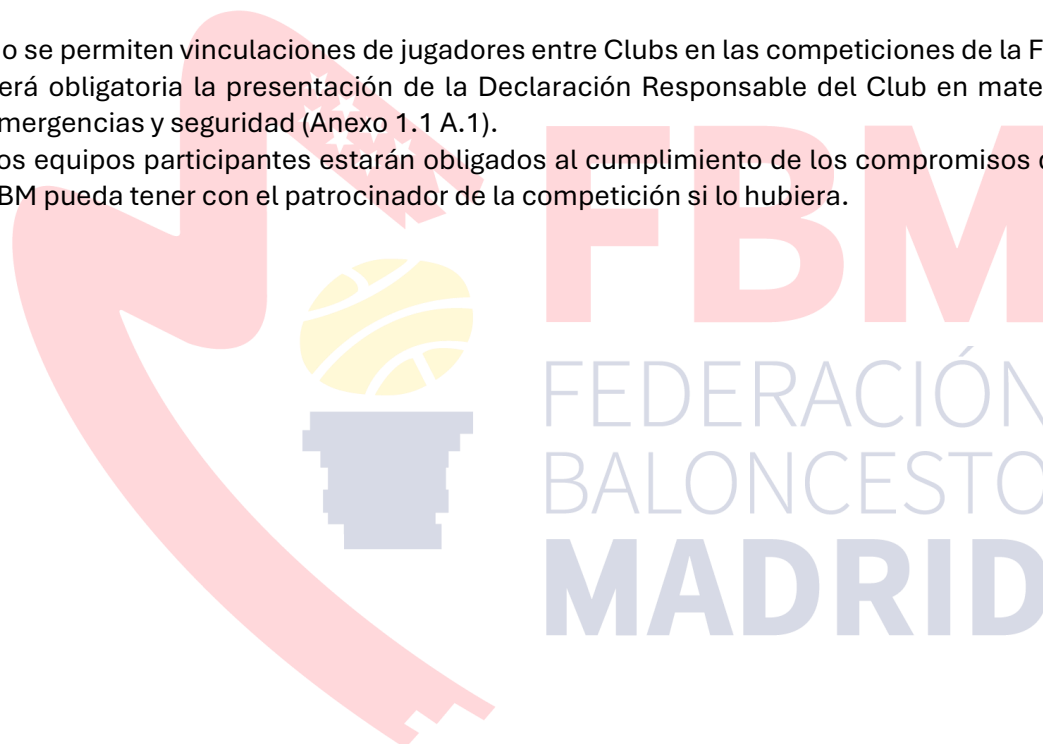 o se permiten vinculaciones de jugadores entre Clubs en las competiciones de la F
erá obligatoria la presentación de la Declaración Responsable del Club en mate
mergencias y seguridad (Anexo 1.1 A.1).
os equipos participantes estarán obligados al cumplimiento de los compromisos
BM pueda tener con el patrocinador de la competición si lo hubiera.
FBM
FEDERACIÓN
BALONCESTO
MADRID